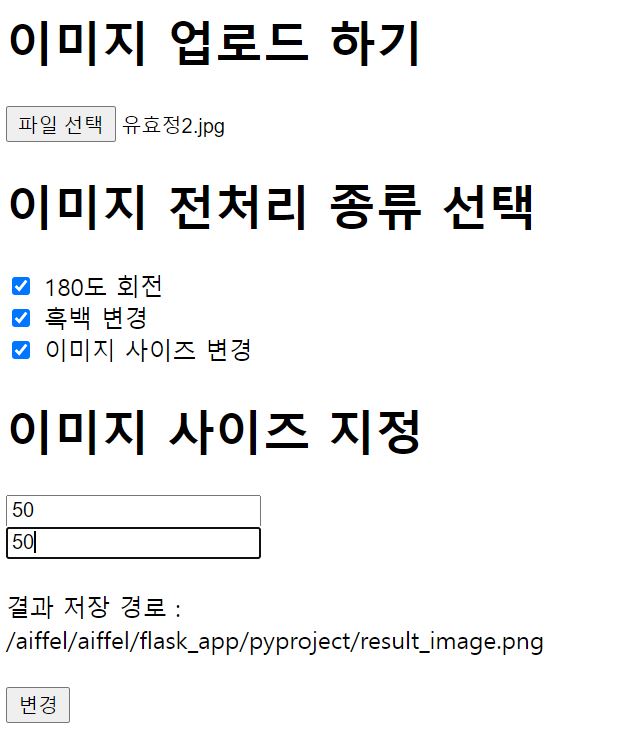 이미지 업로드 하기
파일 선택 유효정2.jpg
이미지 전처리 종류 선택
180도 회전
흑백 변경
이미지 사이즈 변경
이미지 사이즈 지정
50
50
결과 저장 경로 :
/aiffel/aiffel/flask_app/pyproject/result_image.png
변경